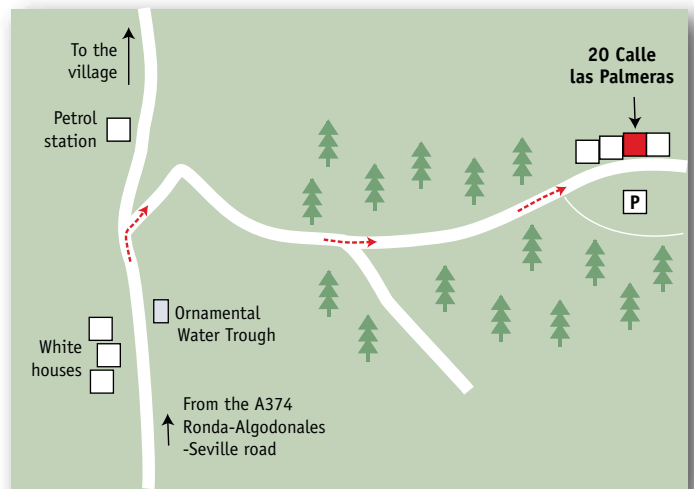 To the
village
20 Calle
las Palmeras
Petrol
station
P
Ornamental
Water Trough
White
houses
From the A374
Ronda-Algodonales
-Seville road